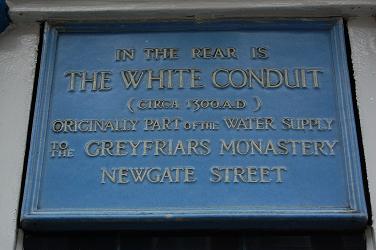 IN THE REAR IS
THE WHITE CONDUIT
(CIRCA 1300.A.D)
ORIGINALLY PART OF THE WATER SUPPLY
TO THE GREYFRIARS MONASTERY
NEWGATE STREET